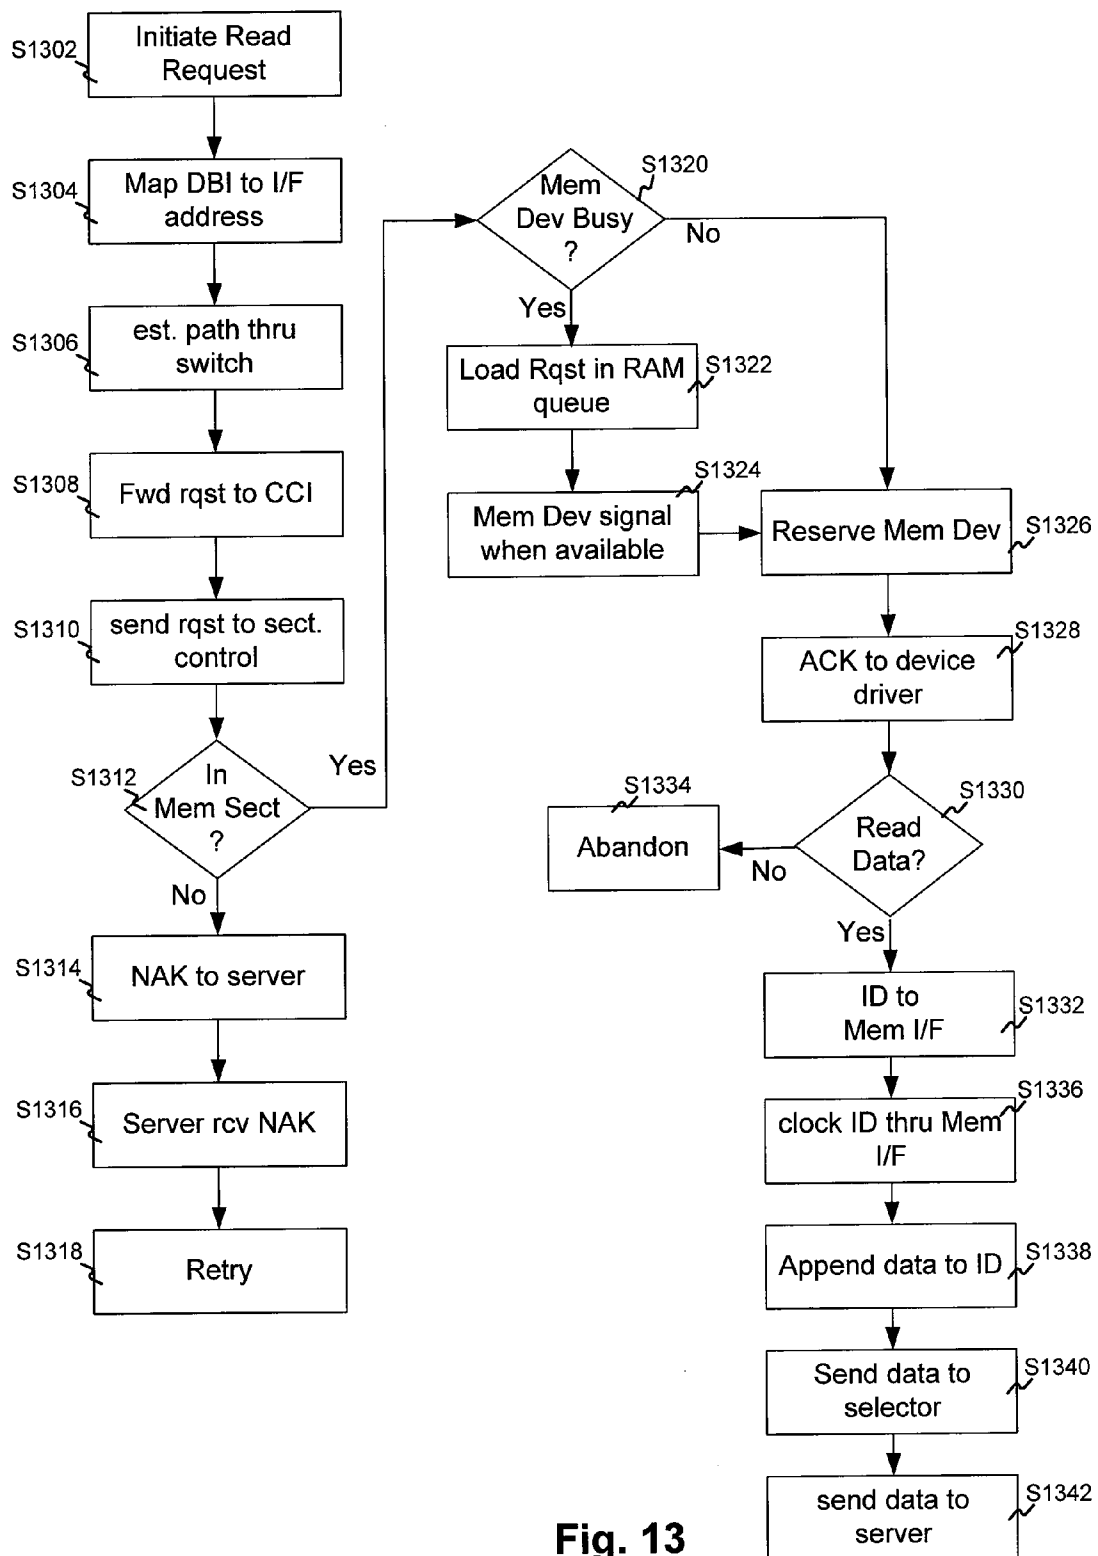 S1302
Initiate Read
Request
S1304
Map DBI to I/F
address
S1306
est. path thru
switch
S1308
Fwd rqst to CCI
S1310
send rqst to sect.
control
S1312
In
Mem Sect
?
Yes
No
S1314
NAK to server
S1316
Server rcv NAK
S1318
Retry
S1320
Mem
Dev Busy
?
No
Yes
S1322
Load Rqst in RAM
queue
S1324
Mem Dev signal
when available
S1326
Reserve Mem Dev
S1328
ACK to device
driver
S1330
Read
Data?
No
S1334
Abandon
Yes
S1332
ID to
Mem I/F
S1336
clock ID thru Mem
I/F
S1338
Append data to ID
S1340
Send data to
selector
S1342
send data to
server
Fig. 13